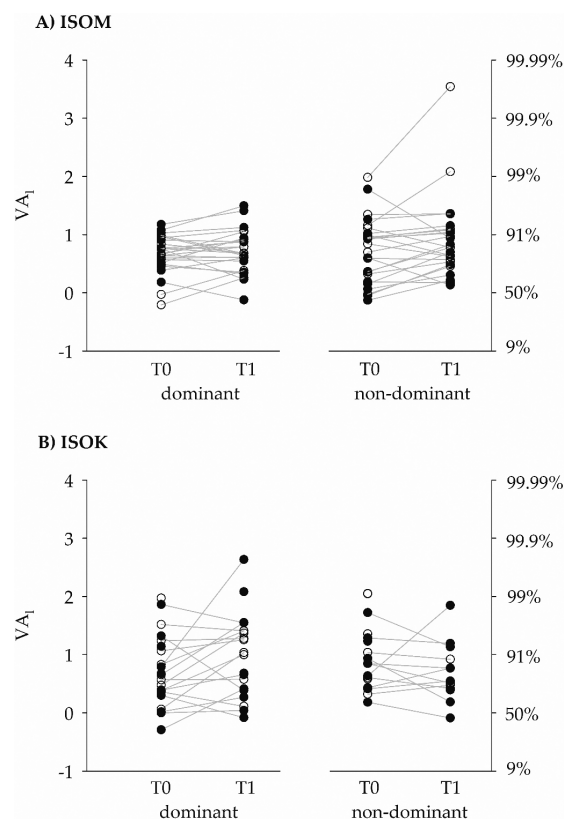 A) ISOM
4 99.99%
3 99.9%
2 99%
VA1
1 91%
0 50%
-1 9%
T0 T1 T0 T1
dominant non-dominant
B) ISOK
4 99.99%
3 99.9%
2 99%
VA1
1 91%
0 50%
-1 9%
T0 T1 T0 T1
dominant non-dominant